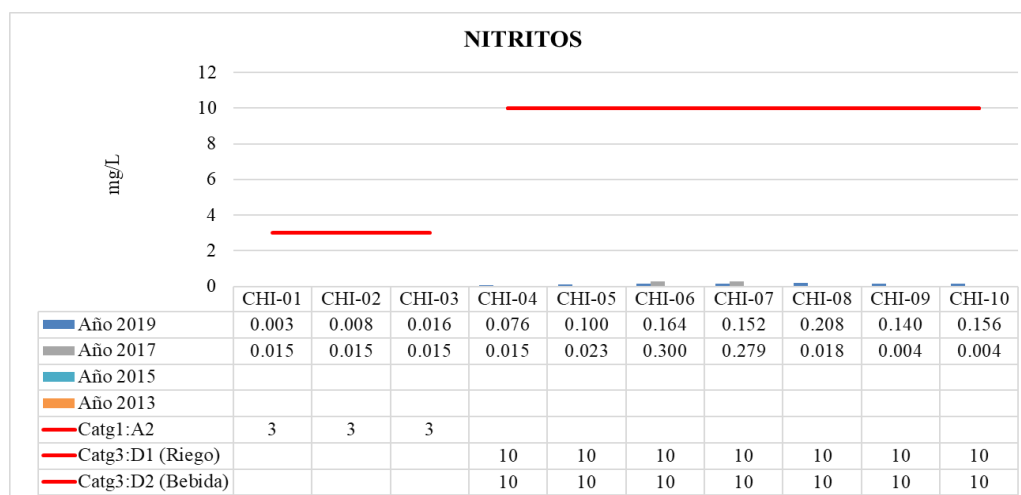 NITRITOS
mg/L
12
10
8
6
4
2
0
CHI-01 CHI-02 CHI-03 CHI-04 CHI-05 CHI-06 CHI-07 CHI-08 CHI-09 CHI-10
Año 2019 0.003 0.008 0.016 0.076 0.100 0.164 0.152 0.208 0.140 0.156
Año 2017 0.015 0.015 0.015 0.015 0.023 0.300 0.279 0.018 0.004 0.004
Año 2015
Año 2013
Catg1:A2 3 3 3
Catg3:D1 (Riego) 10 10 10 10 10 10 10
Catg3:D2 (Bebida) 10 10 10 10 10 10 10